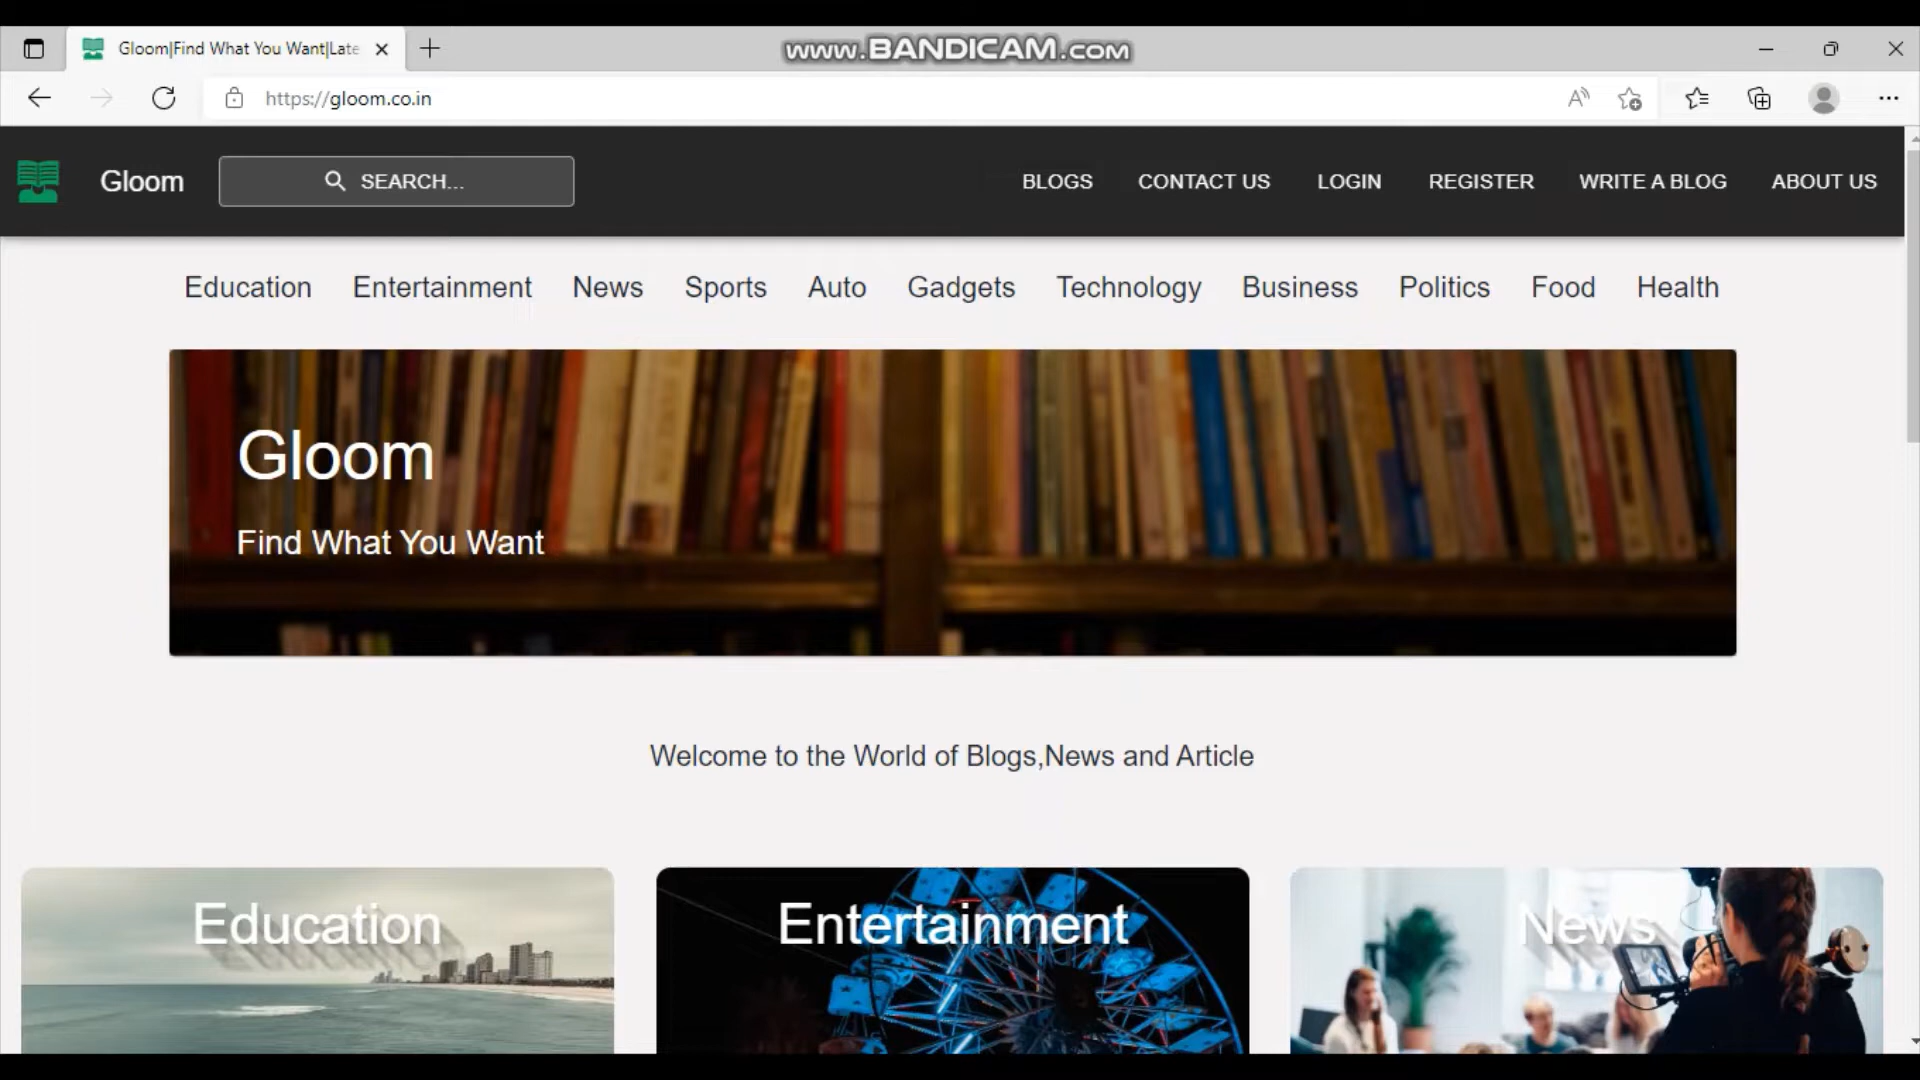 Gloom|Find What You Want|Late
www.BANDICAM.com
https://gloom.co.in
Gloom
SEARCH...
BLOGS CONTACT US LOGIN REGISTER WRITE A BLOG ABOUT US
Education Entertainment News Sports Auto Gadgets Technology Business Politics Food Health
Gloom
Find What You Want
Welcome to the World of Blogs,News and Article
Education
Entertainment
News